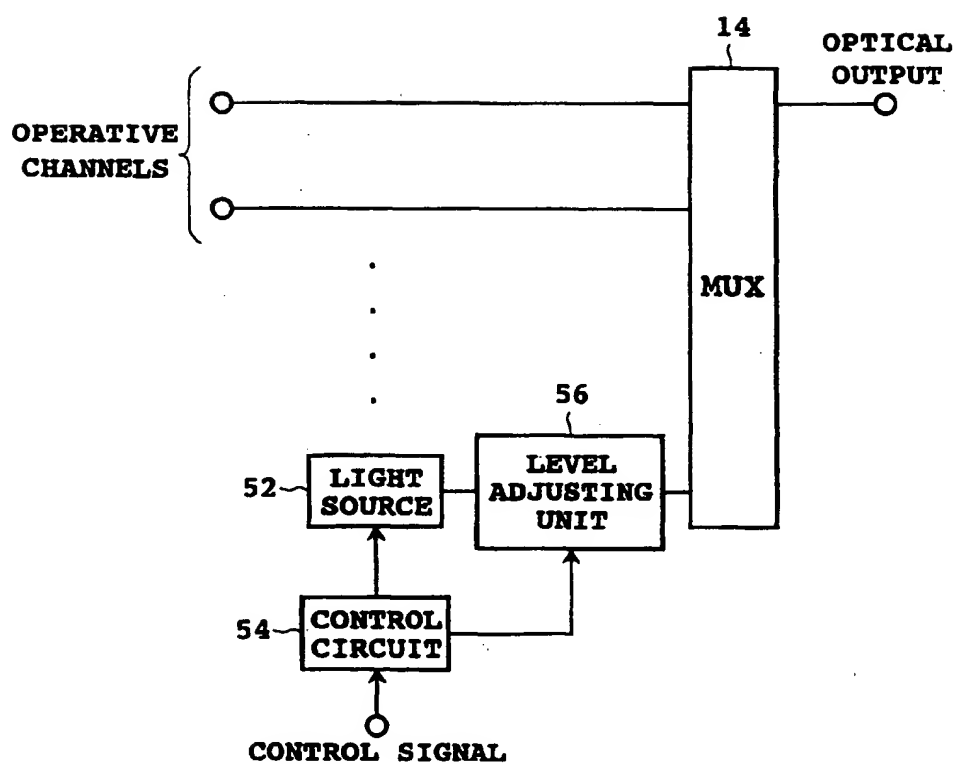 14
OPTICAL
OUTPUT
OPERATIVE
CHANNELS
MUX
56
52
LIGHT
SOURCE
LEVEL
ADJUSTING
UNIT
54
CONTROL
CIRCUIT
CONTROL SIGNAL